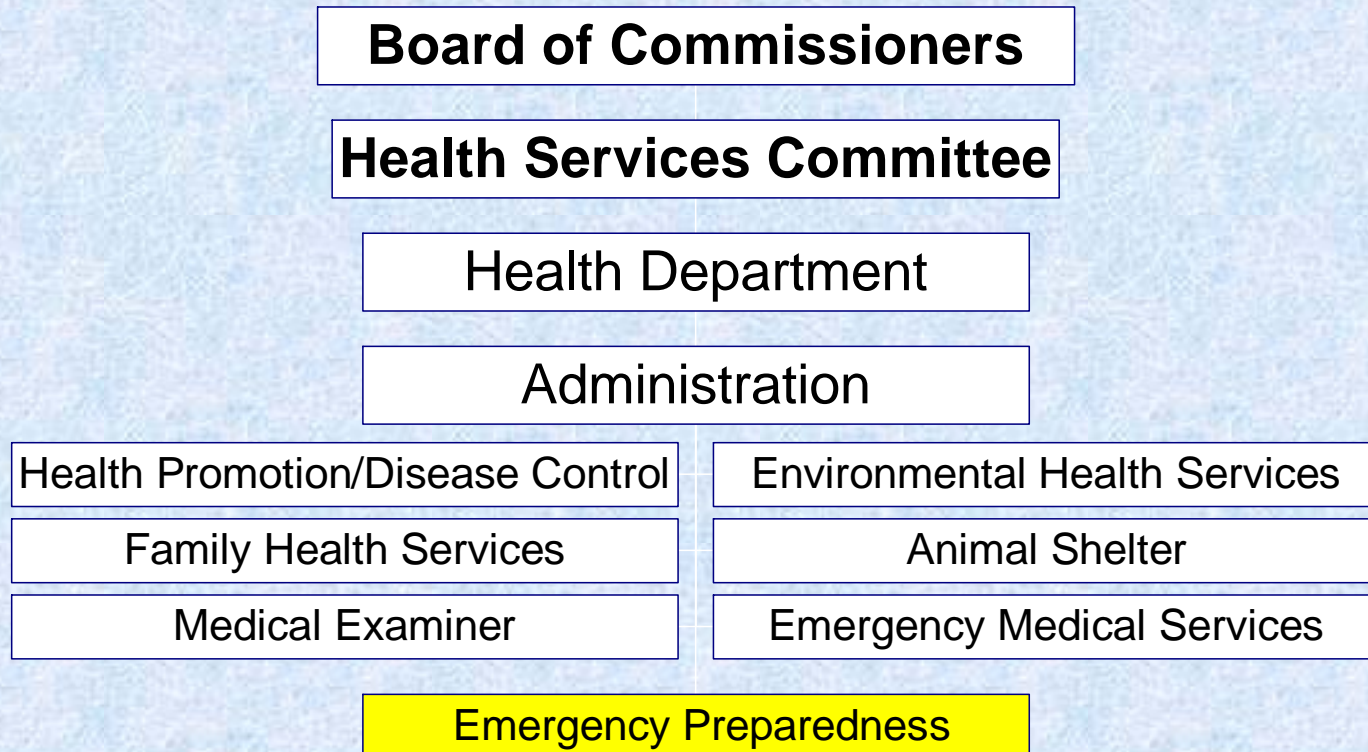 Board of Commissioners
Health Services Committee
Health Department
Administration
Health Promotion/Disease Control
Environmental Health Services
Family Health Services
Animal Shelter
Medical Examiner
Emergency Medical Services
Emergency Preparedness